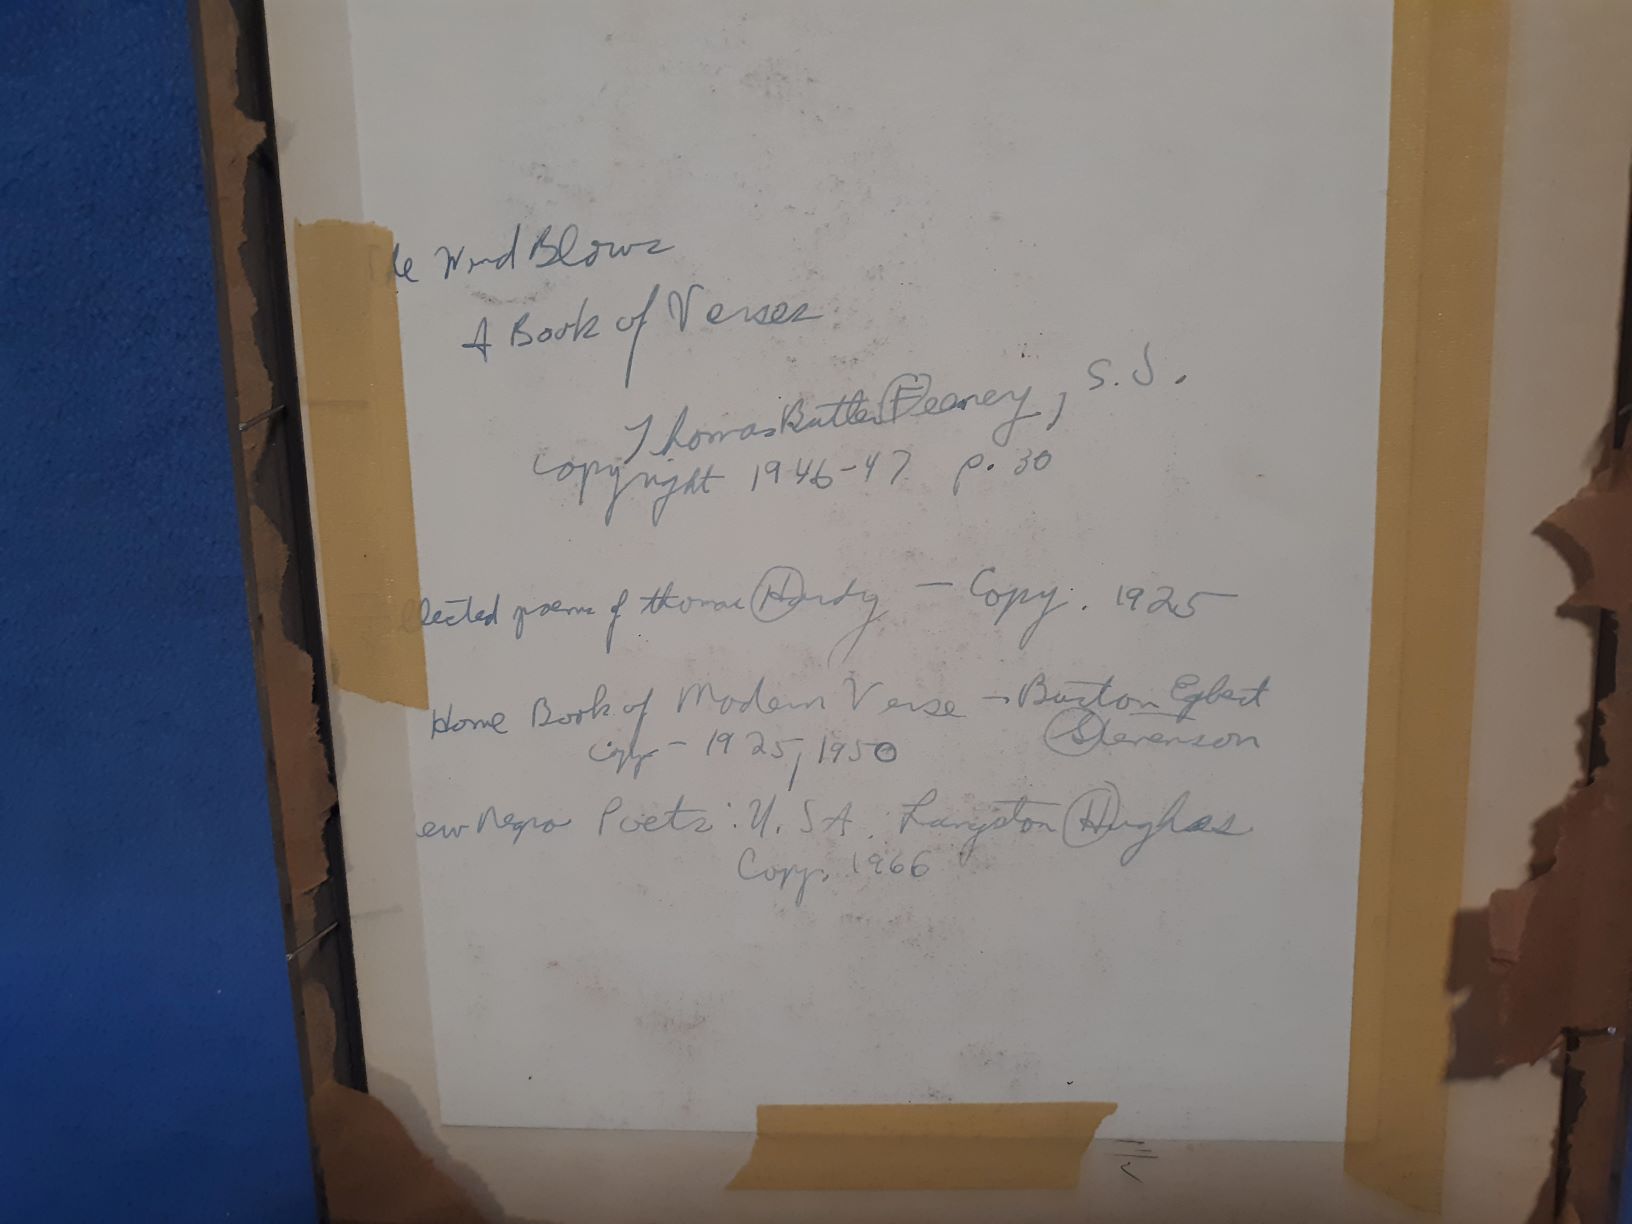 The Wind Blows
A Book of Verses
Thomas Butler Feeney, S.J.
Copyright 1946-47 p. 30
llected poems of thomas Hardy - Copy. 1925
Home Book of Modern Verse - Burton Egbert
Stevenson
Copy - 1925, 1950
ew Negro Poets: U.S.A. Langston Hughes
Copy. 1966